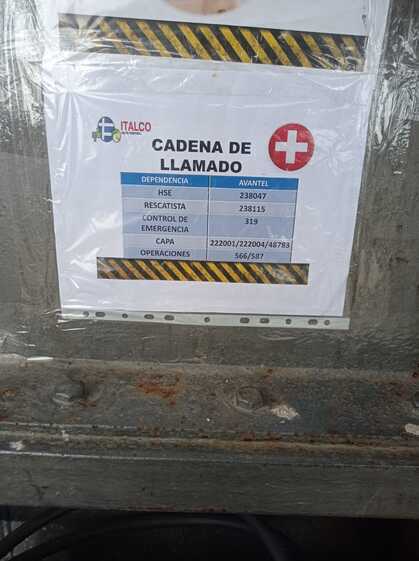 ITALCO
CADENA DE
LLAMADO
DEPENDENCIA AVANTEL
HSE 238047
RESCATISTA 238115
CONTROL DE EMERGENCIA 319
CAPA 222001/222004/48783
OPERACIONES 566/587